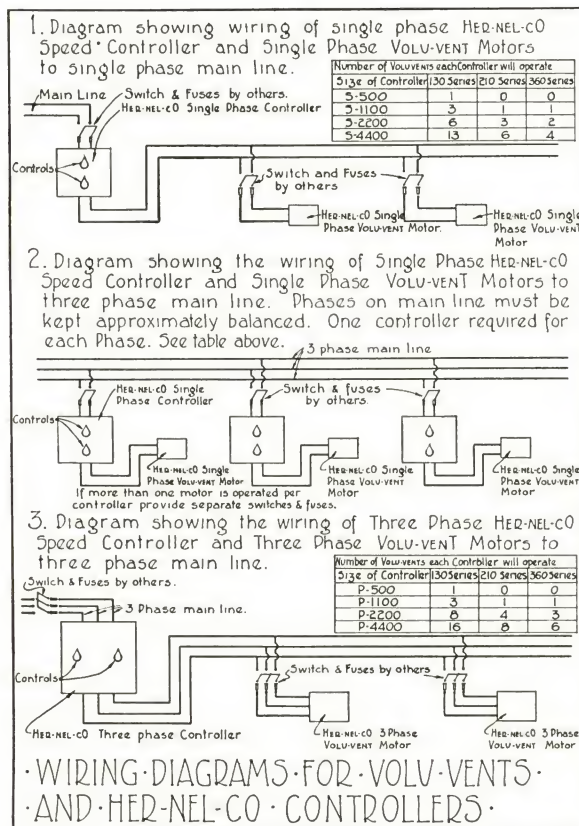 1. Diagram showing wiring of single phase HER-NEL-CO
Speed Controller and Single Phase VOLU-VENT Motors
to single phase main line.
Number of VOLUVENTS each Controller will operate
Size of Controller 130 Series 210 Series 360 Series
S-500 1 0 0
S-1100 3 1 1
S-2200 6 3 2
S-4400 13 6 4
Main Line
Switch & Fuses by others.
HER-NEL-CO Single Phase Controller
Controls
Switch and Fuses
by others
HER-NEL-CO Single
Phase VOLU-VENT Motor.
HER-NEL-CO Single
Phase VOLU-VENT
Motor
2. Diagram showing the wiring of Single Phase HER-NEL-CO
Speed Controller and Single Phase VOLU-VENT Motors to
three phase main line. Phases on main line must be
kept approximately balanced. One controller required for
each Phase. See table above.
3 phase main line
HER-NEL-CO Single
Phase Controller
Switch & fuses
by others.
Controls
HER-NEL-CO Single
Phase VOLU-VENT Motor
HER-NEL-CO Single
Phase VOLU-VENT
Motor
HER-NEL-CO Single
Phase VOLU-VENT
Motor
If more than one motor is operated per
controller provide separate switches & fuses.
3. Diagram showing the wiring of Three Phase HER-NEL-CO
Speed Controller and Three Phase VOLU-VENT Motors to
three phase main line.
Number of VOLU-VENTS each Controller will operate
Size of Controller 130 Series 210 Series 360 Series
P-500 1 0 0
P-1100 3 1 1
P-2200 8 4 3
P-4400 16 8 6
Switch & Fuses by others.
3 Phase main line.
Controls
Switch & Fuses by others
HER-NEL-CO Three phase Controller
HER-NEL-CO 3 Phase
VOLU-VENT Motor
HER-NEL-CO 3 Phase
VOLU-VENT Motor
·WIRING·DIAGRAMS·FOR·VOLU-VENTS·
·AND·HER-NEL-CO·CONTROLLERS·